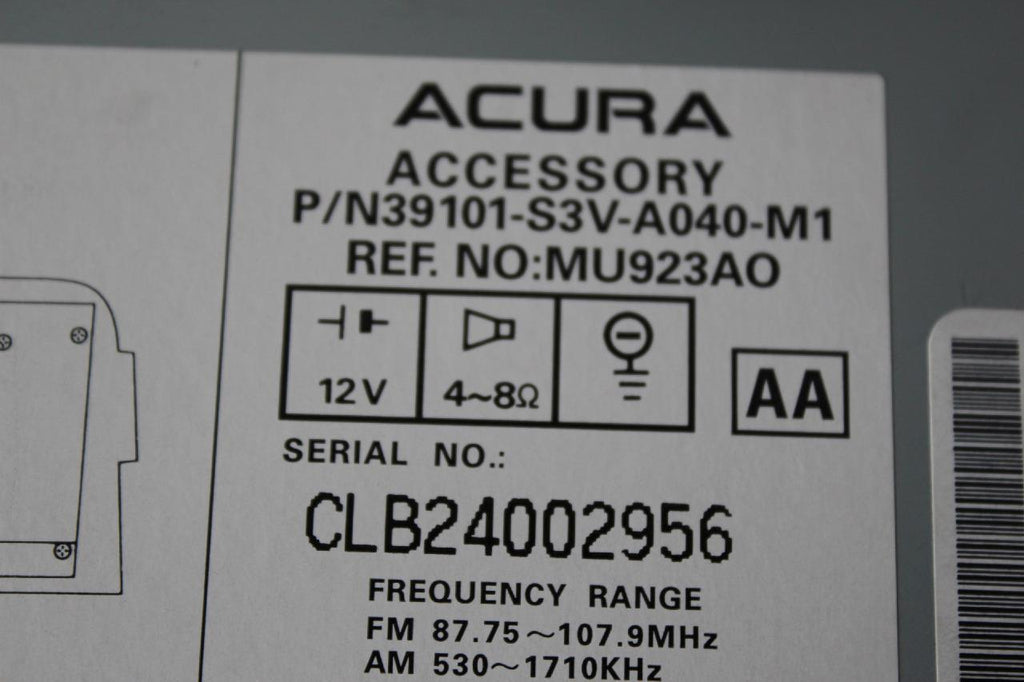 ACURA
ACCESSORY
P/N39101-S3V-A040-M1
REF. NO:MU923AO
12V 4~8Ω
AA
SERIAL NO.:
CLB24002956
FREQUENCY RANGE
FM 87.75~107.9MHz
AM 530~1710KHz